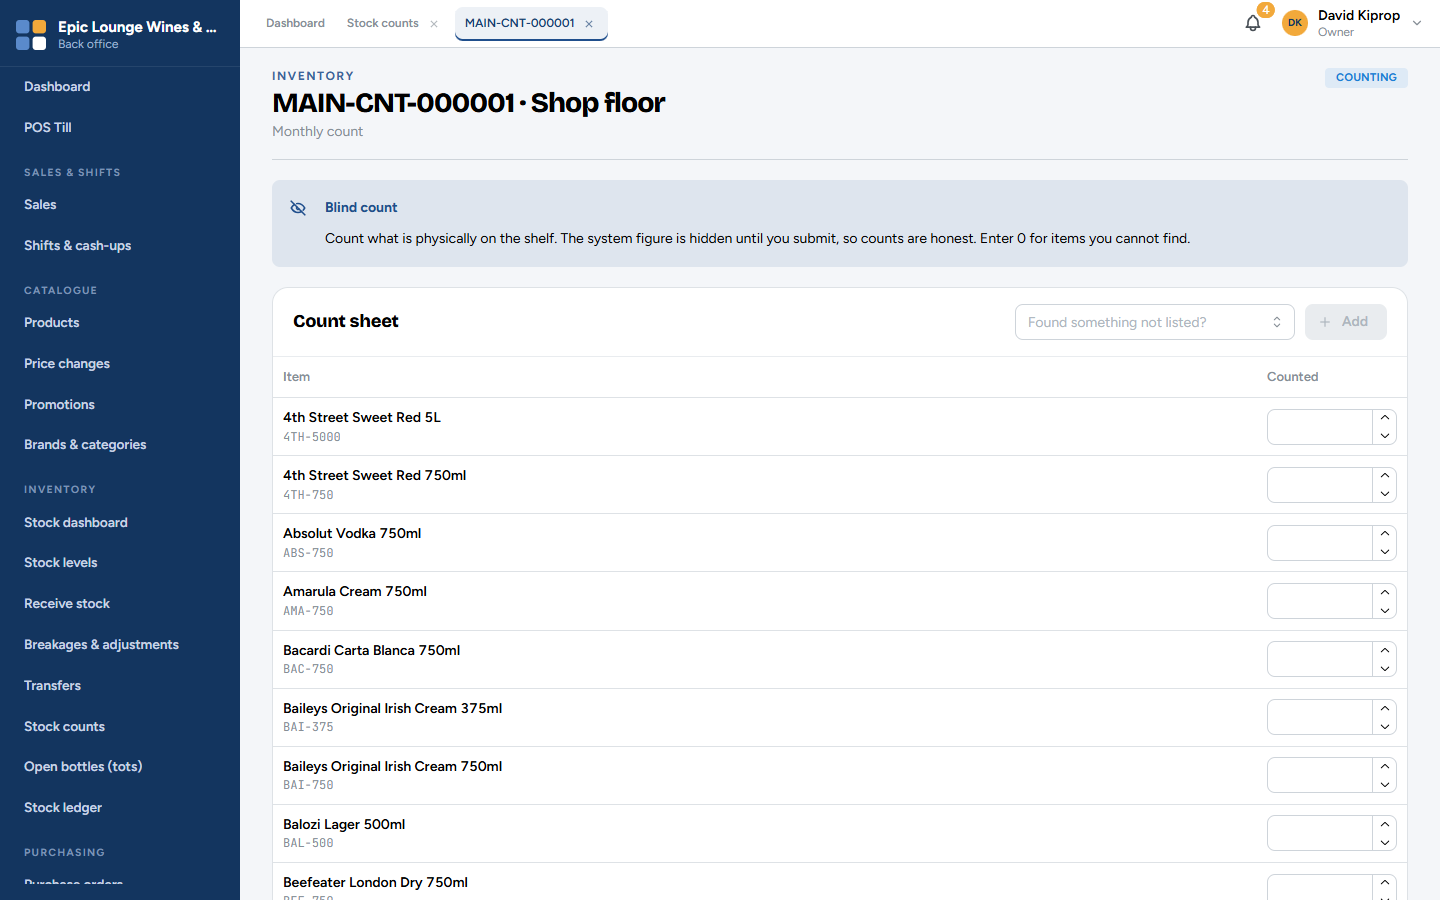 Epic Lounge Wines & ...
Back office
Dashboard
POS Till
SALES & SHIFTS
Sales
Shifts & cash-ups
CATALOGUE
Products
Price changes
Promotions
Brands & categories
INVENTORY
Stock dashboard
Stock levels
Receive stock
Breakages & adjustments
Transfers
Stock counts
Open bottles (tots)
Stock ledger
PURCHASING
Purchase orders
Dashboard
Stock counts
MAIN-CNT-000001
4
DK
David Kiprop
Owner
INVENTORY
MAIN-CNT-000001 · Shop floor
Monthly count
COUNTING
Blind count
Count what is physically on the shelf. The system figure is hidden until you submit, so counts are honest. Enter 0 for items you cannot find.
Count sheet
Found something not listed?
+ Add
Item Counted
4th Street Sweet Red 5L
4TH-5000
4th Street Sweet Red 750ml
4TH-750
Absolut Vodka 750ml
ABS-750
Amarula Cream 750ml
AMA-750
Bacardi Carta Blanca 750ml
BAC-750
Baileys Original Irish Cream 375ml
BAI-375
Baileys Original Irish Cream 750ml
BAI-750
Balozi Lager 500ml
BAL-500
Beefeater London Dry 750ml
BEE-750